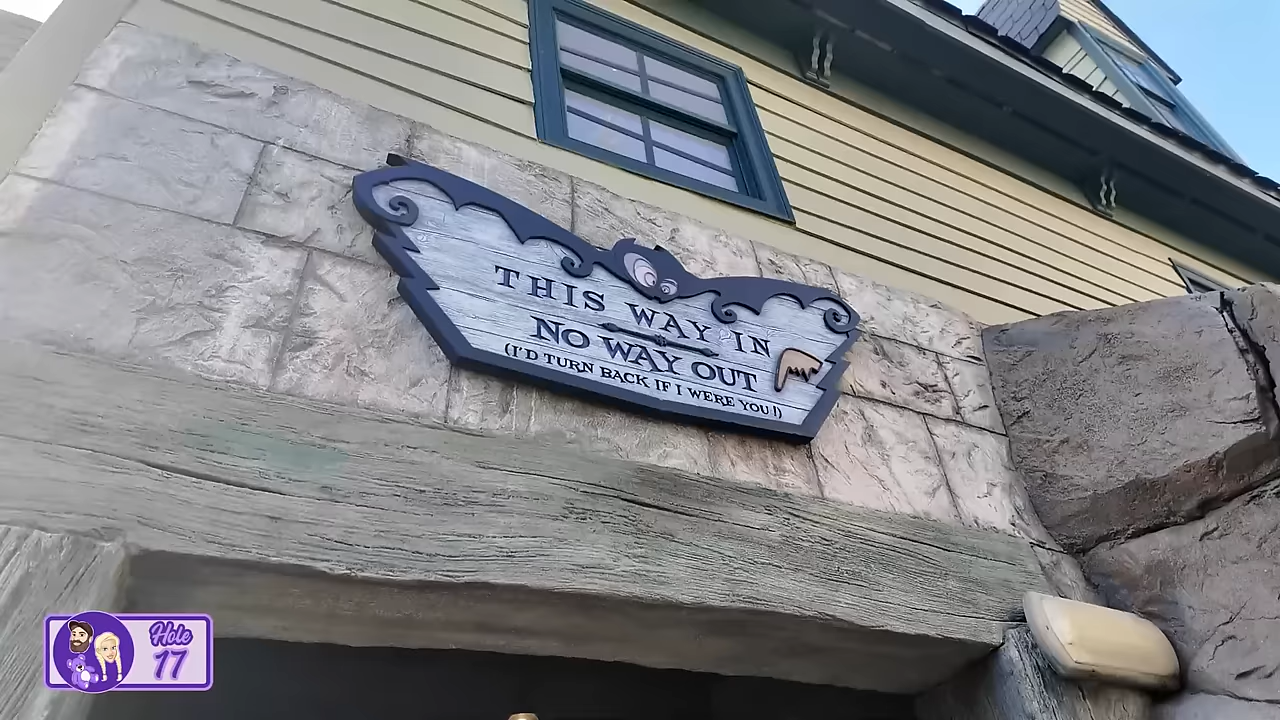 THIS WAY IN
NO WAY OUT
(I'D TURN BACK IF I WERE YOU!)
Hole
17